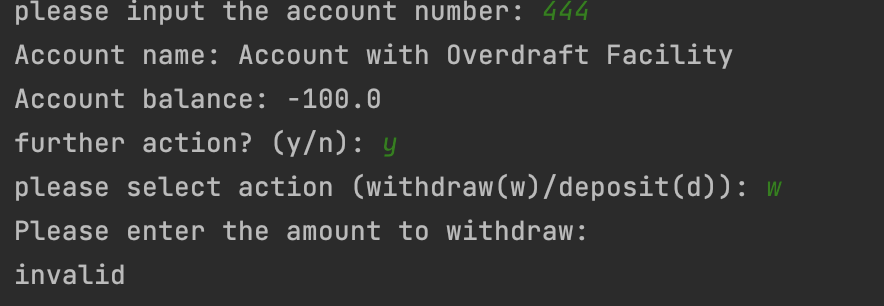 please input the account number: 444
Account name: Account with Overdraft Facility
Account balance: -100.0
further action? (y/n): y
please select action (withdraw(w)/deposit(d)): w
Please enter the amount to withdraw:
invalid